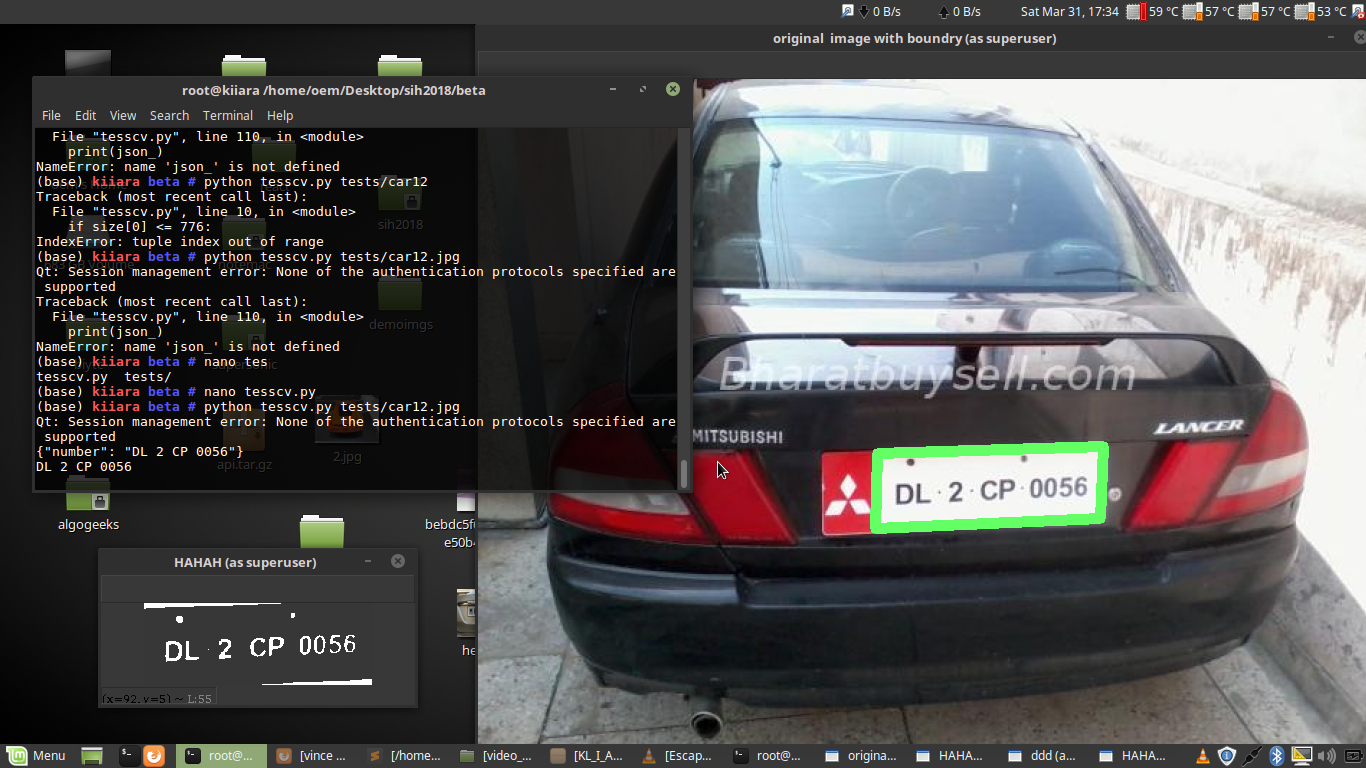 0 B/s 0 B/s Sat Mar 31, 17:34 59 °C 57 °C 57 °C 53 °C
original  image with boundry (as superuser)
root@kiiara /home/oem/Desktop/sih2018/beta
File Edit View Search Terminal Help
  File "tesscv.py", line 110, in <module>
    print(json_)
NameError: name 'json_' is not defined
(base) kiiara beta # python tesscv.py tests/car12
Traceback (most recent call last):
  File "tesscv.py", line 10, in <module>
    if size[0] <= 776:
IndexError: tuple index out of range
(base) kiiara beta # python tesscv.py tests/car12.jpg
Qt: Session management error: None of the authentication protocols specified are
 supported
Traceback (most recent call last):
  File "tesscv.py", line 110, in <module>
    print(json_)
NameError: name 'json_' is not defined
(base) kiiara beta # nano tes
tesscv.py  tests/
(base) kiiara beta # nano tesscv.py
(base) kiiara beta # python tesscv.py tests/car12.jpg
Qt: Session management error: None of the authentication protocols specified are
 supported
{"number": "DL 2 CP 0056"}
DL 2 CP 0056
sih2018
demoimgs
api.tar.gz
2.jpg
algogeeks
bebdc5f
e50b
he
HAHAH (as superuser)
DL 2 CP 0056
(x=92, y=5) ~ L:55
Bharatbuysell.com
MITSUBISHI
LANCER
DL · 2 · CP · 0056
Menu root@... [vince ... [/home... [video_... [KL_I_A... [Escap... root@... origina... HAHA... ddd (a... HAHA...